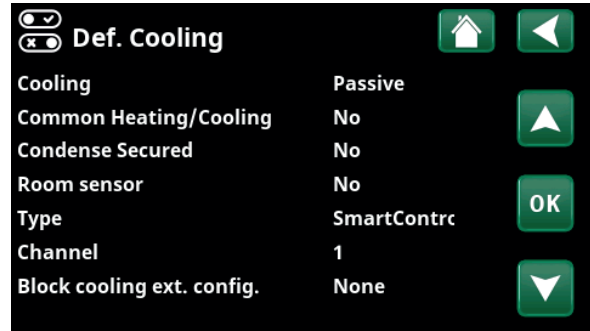 Def. Cooling
Cooling Passive
Common Heating/Cooling No
Condense Secured No
Room sensor No
OK
Type SmartContrc
Channel 1
Block cooling ext. config. None